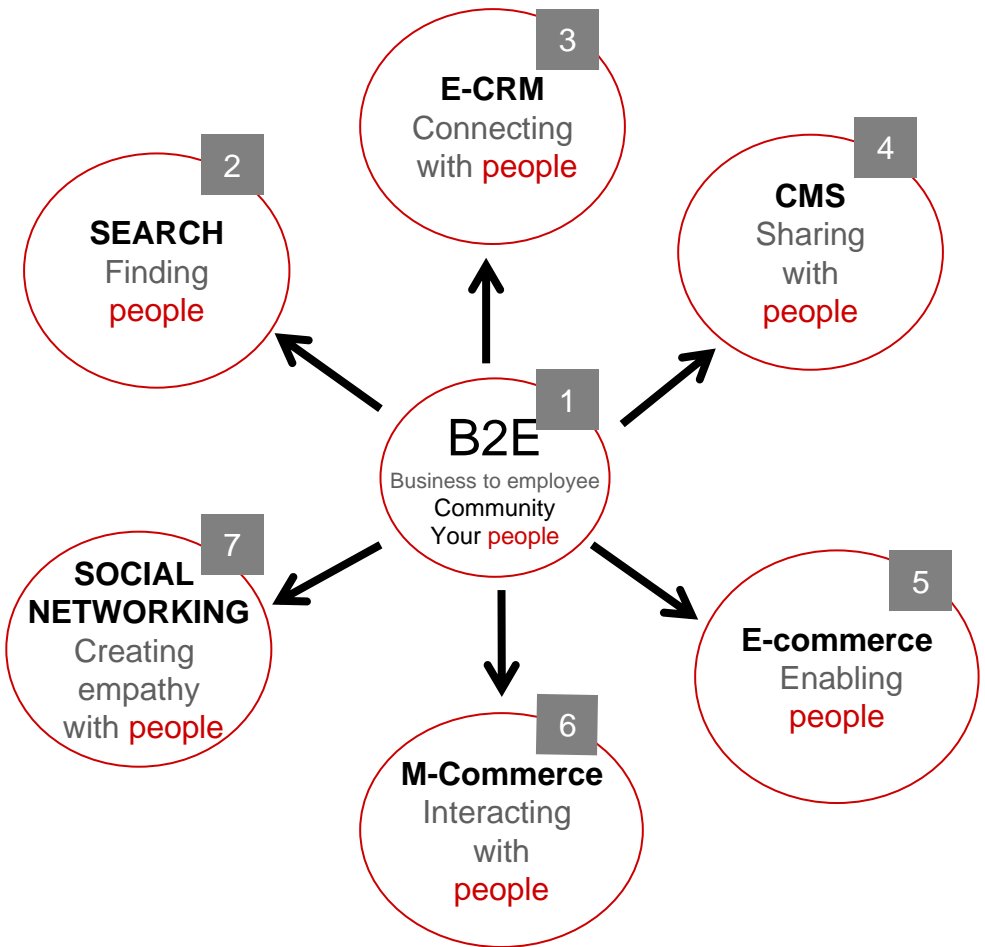 1
B2E
Business to employee
Community
Your people
2
SEARCH
Finding
people
3
E-CRM
Connecting
with people
4
CMS
Sharing
with
people
5
E-commerce
Enabling
people
6
M-Commerce
Interacting
with
people
7
SOCIAL
NETWORKING
Creating
empathy
with people